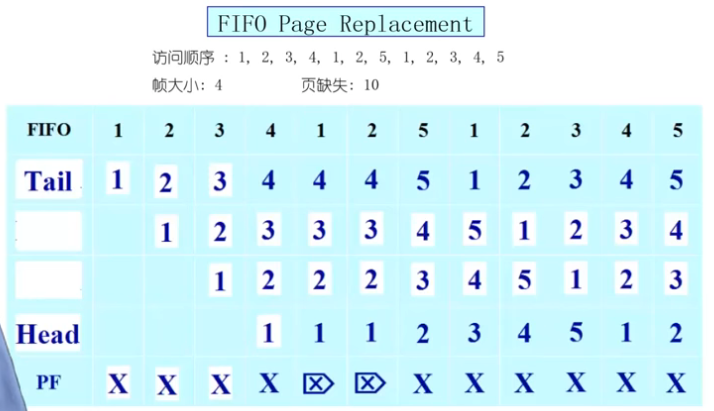 FIFO Page Replacement
访问顺序 : 1, 2, 3, 4, 1, 2, 5, 1, 2, 3, 4, 5
帧大小: 4 页缺失: 10
FIFO 1 2 3 4 1 2 5 1 2 3 4 5
Tail 1 2 3 4 4 4 5 1 2 3 4 5
1 2 3 3 3 4 5 1 2 3 4
1 2 2 2 3 4 5 1 2 3
Head 1 1 1 2 3 4 5 1 2
PF X X X X ⌦ ⌦ X X X X X X